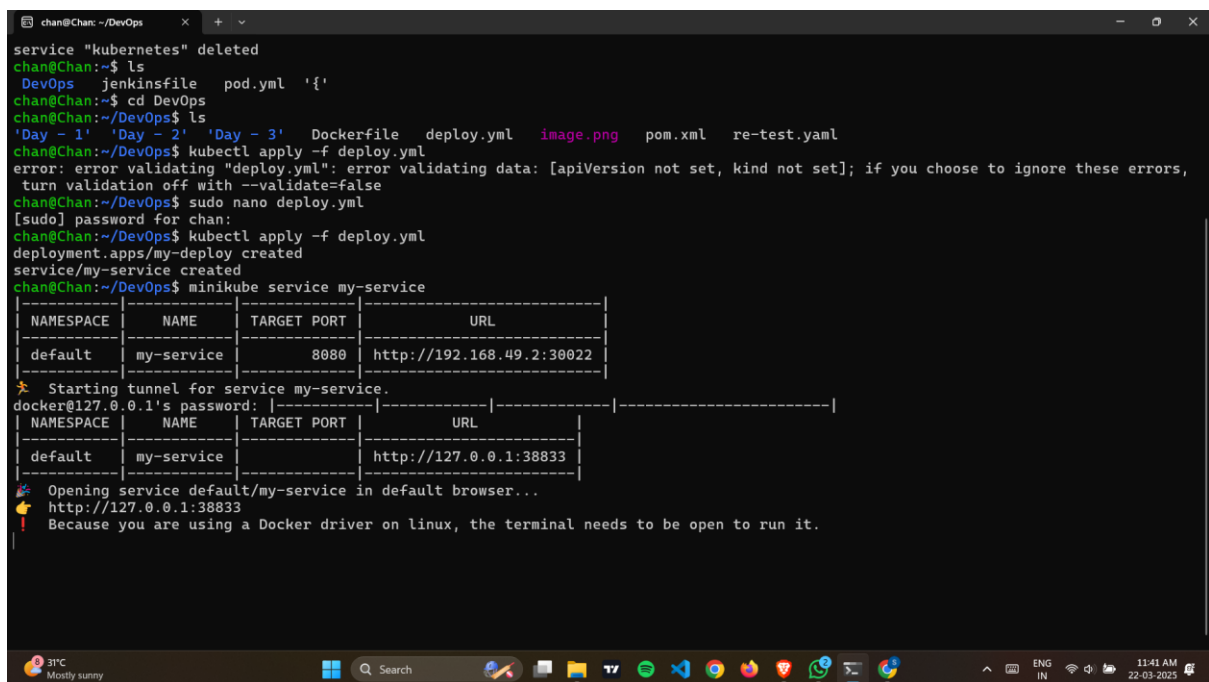 chan@Chan: ~/DevOps
service "kubernetes" deleted
chan@Chan:~$ ls
DevOps jenkinsfile pod.yml '{'
chan@Chan:~$ cd DevOps
chan@Chan:~/DevOps$ ls
'Day - 1' 'Day - 2' 'Day - 3' Dockerfile deploy.yml image.png pom.xml re-test.yaml
chan@Chan:~/DevOps$ kubectl apply -f deploy.yml
error: error validating "deploy.yml": error validating data: [apiVersion not set, kind not set]; if you choose to ignore these errors,
turn validation off with --validate=false
chan@Chan:~/DevOps$ sudo nano deploy.yml
[sudo] password for chan:
chan@Chan:~/DevOps$ kubectl apply -f deploy.yml
deployment.apps/my-deploy created
service/my-service created
chan@Chan:~/DevOps$ minikube service my-service
|-----------|------------|-------------|---------------------------|
| NAMESPACE | NAME | TARGET PORT | URL |
|-----------|------------|-------------|---------------------------|
| default | my-service | 8080 | http://192.168.49.2:30022 |
|-----------|------------|-------------|---------------------------|
🏃 Starting tunnel for service my-service.
docker@127.0.0.1's password: |-----------|------------|-------------|------------------------|
| NAMESPACE | NAME | TARGET PORT | URL |
|-----------|------------|-------------|------------------------|
| default | my-service | | http://127.0.0.1:38833 |
|-----------|------------|-------------|------------------------|
🎉 Opening service default/my-service in default browser...
👉 http://127.0.0.1:38833
❗ Because you are using a Docker driver on linux, the terminal needs to be open to run it.
8
31°C
Mostly sunny
Search
ENG
IN
11:41 AM
22-03-2025